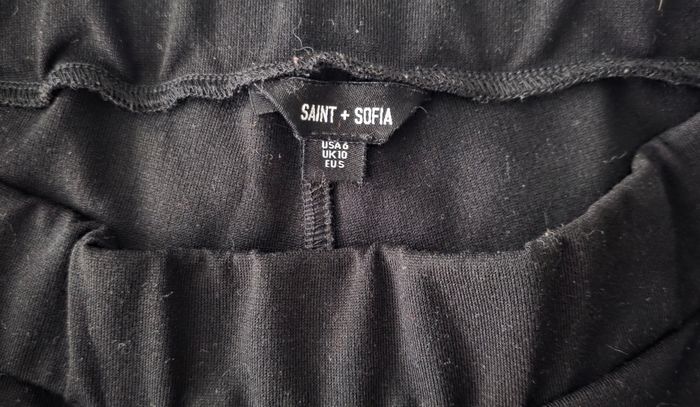 SAINT + SOFIA
USA 6
UK 10
EU S